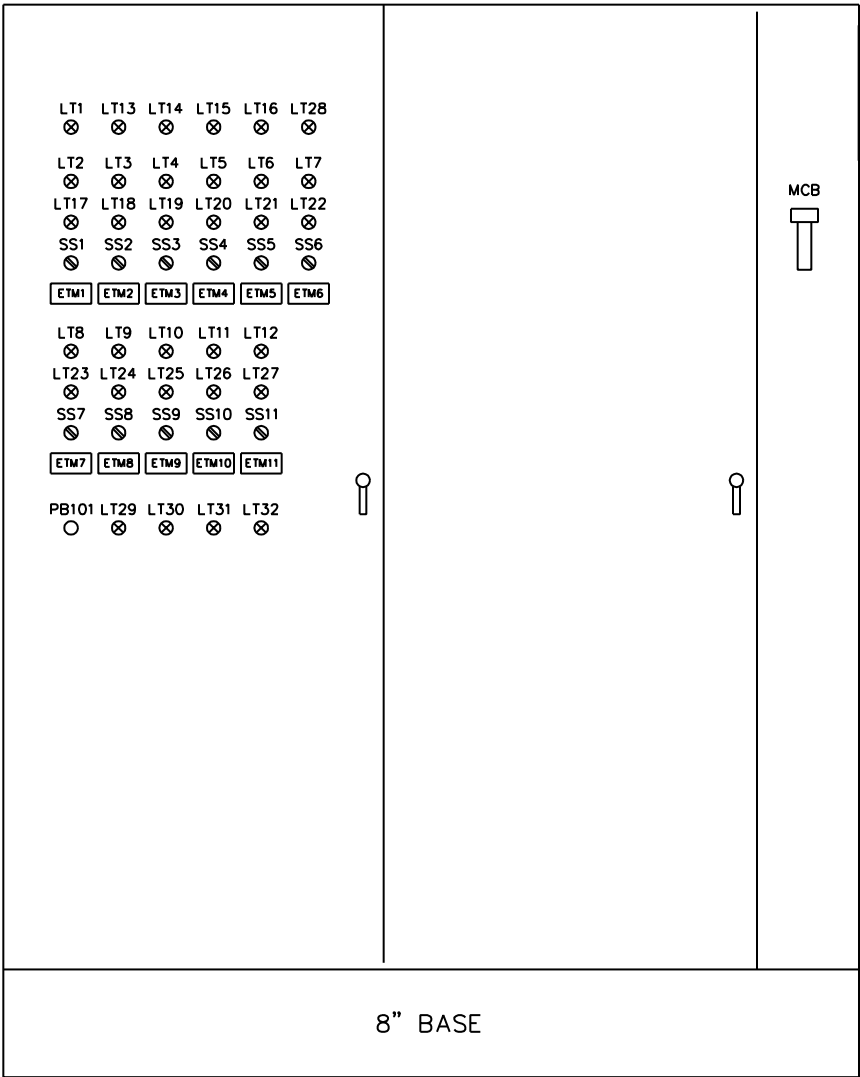 LT1 LT13 LT14 LT15 LT16 LT28
LT2 LT3 LT4 LT5 LT6 LT7
MCB
LT17 LT18 LT19 LT20 LT21 LT22
SS1 SS2 SS3 SS4 SS5 SS6
ETM1 ETM2 ETM3 ETM4 ETM5 ETM6
LT8 LT9 LT10 LT11 LT12
LT23 LT24 LT25 LT26 LT27
SS7 SS8 SS9 SS10 SS11
ETM7 ETM8 ETM9 ETM10 ETM11
PB101 LT29 LT30 LT31 LT32
8” BASE